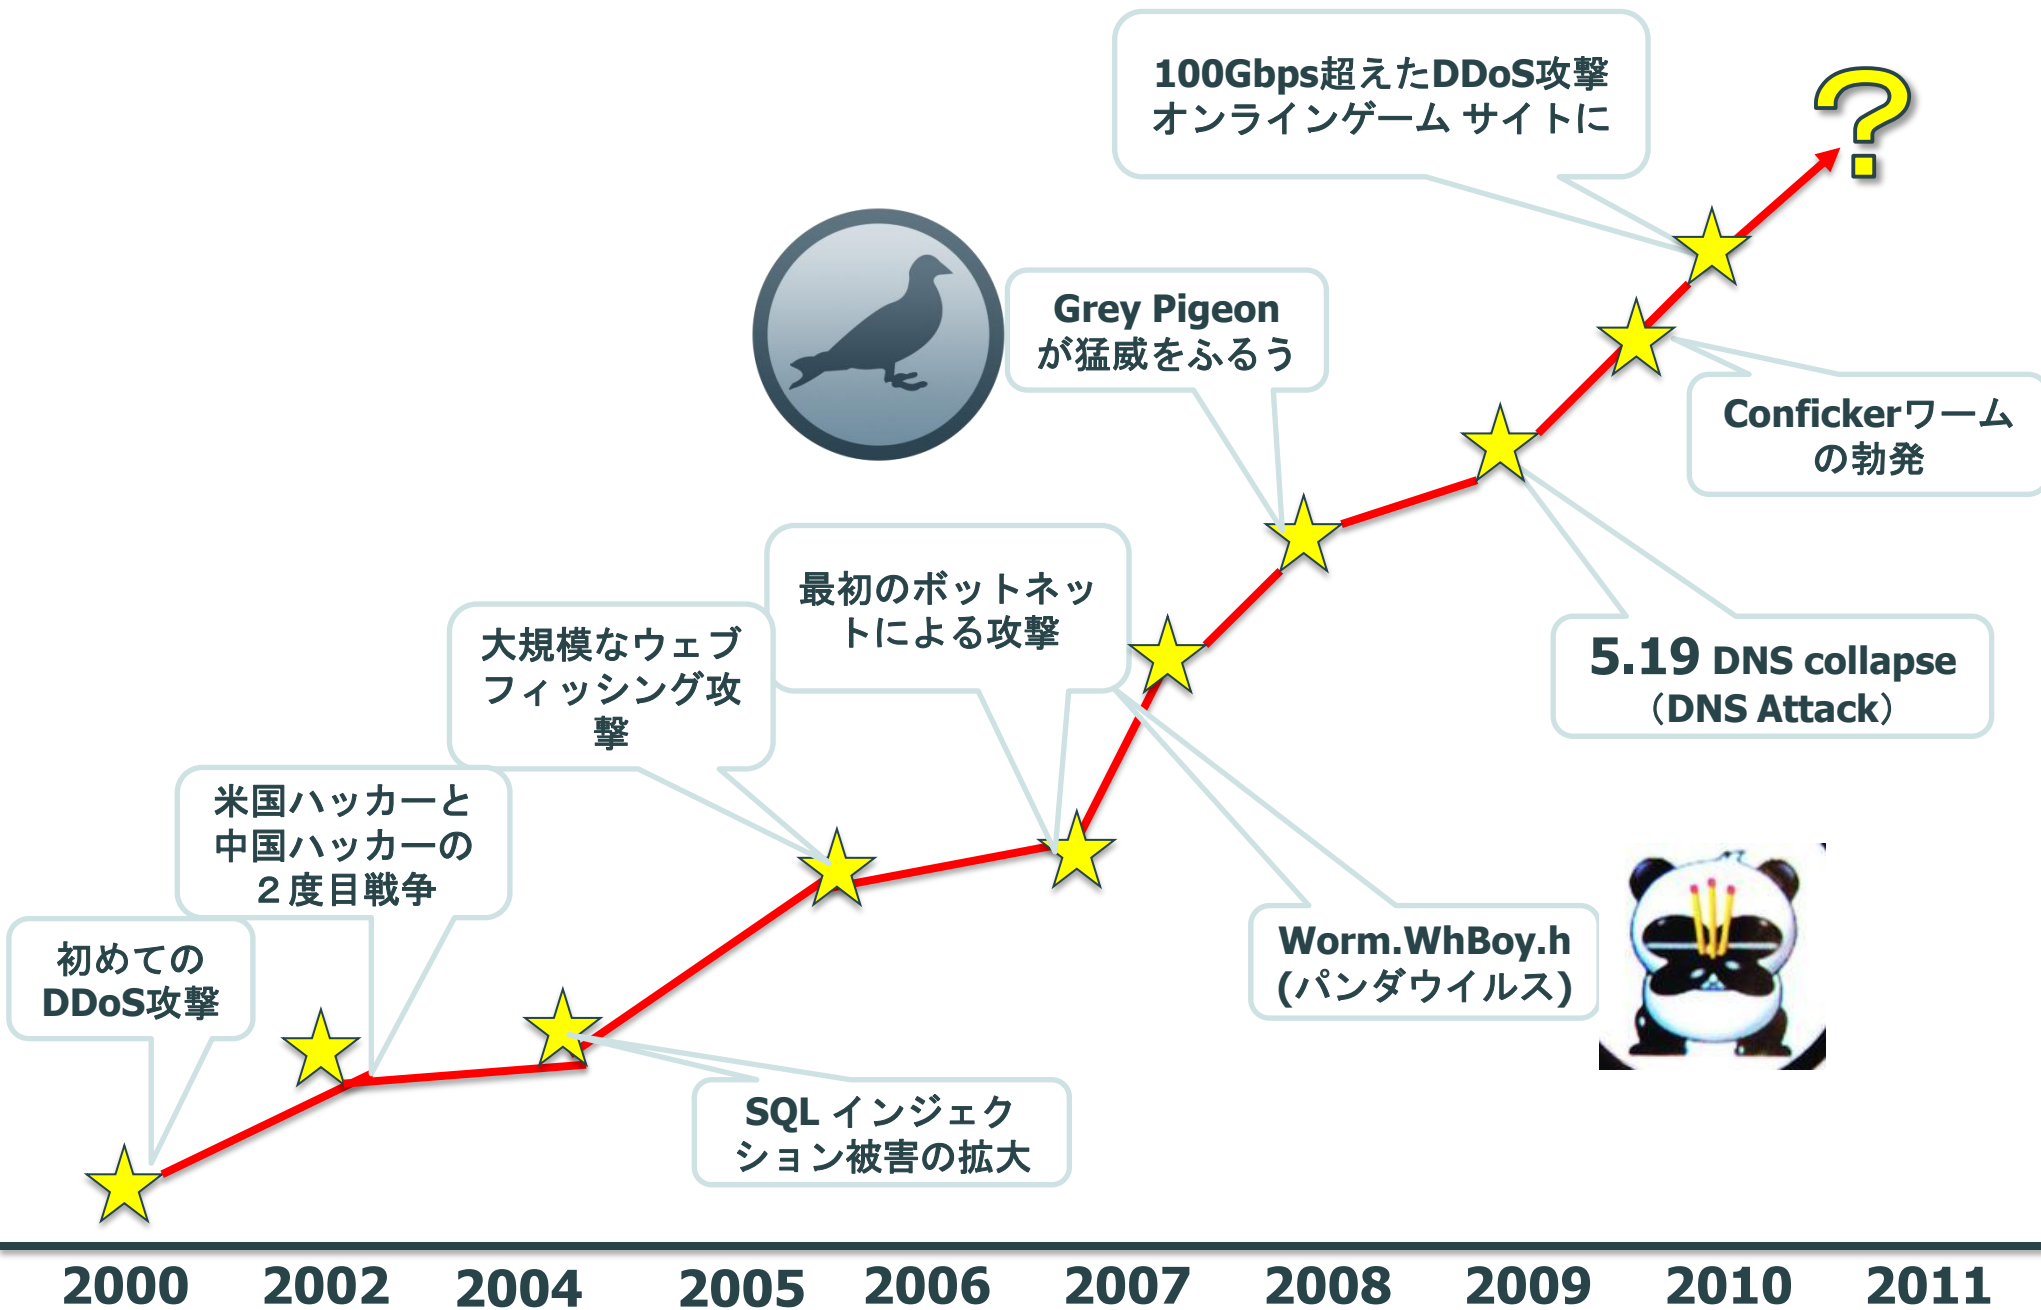 100Gbps超えたDDoS攻撃
オンラインゲーム サイトに
Grey Pigeon
が猛威をふるう
Confickerワーム
の勃発
最初のボットネッ
トによる攻撃
大規模なウェブ
フィッシング攻
撃
5.19 DNS collapse
（DNS Attack）
米国ハッカーと
中国ハッカーの
２度目戦争
初めての
DDoS攻撃
Worm.WhBoy.h
(パンダウイルス)
SQL インジェク
ション被害の拡大
2000 2002 2004 2005 2006 2007 2008 2009 2010 2011